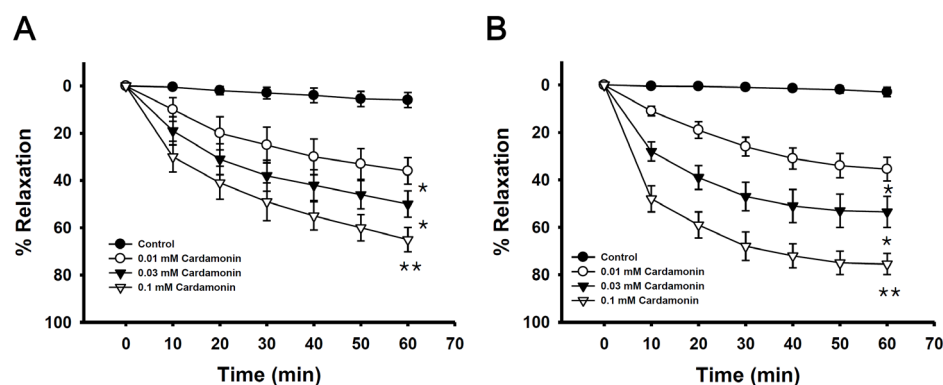 A
% Relaxation
0
20
40
60
80
100
Control
0.01 mM Cardamonin
0.03 mM Cardamonin
0.1 mM Cardamonin
*
*
**
0 10 20 30 40 50 60 70
Time (min)
B
% Relaxation
0
20
40
60
80
100
Control
0.01 mM Cardamonin
0.03 mM Cardamonin
0.1 mM Cardamonin
*
*
**
0 10 20 30 40 50 60 70
Time (min)